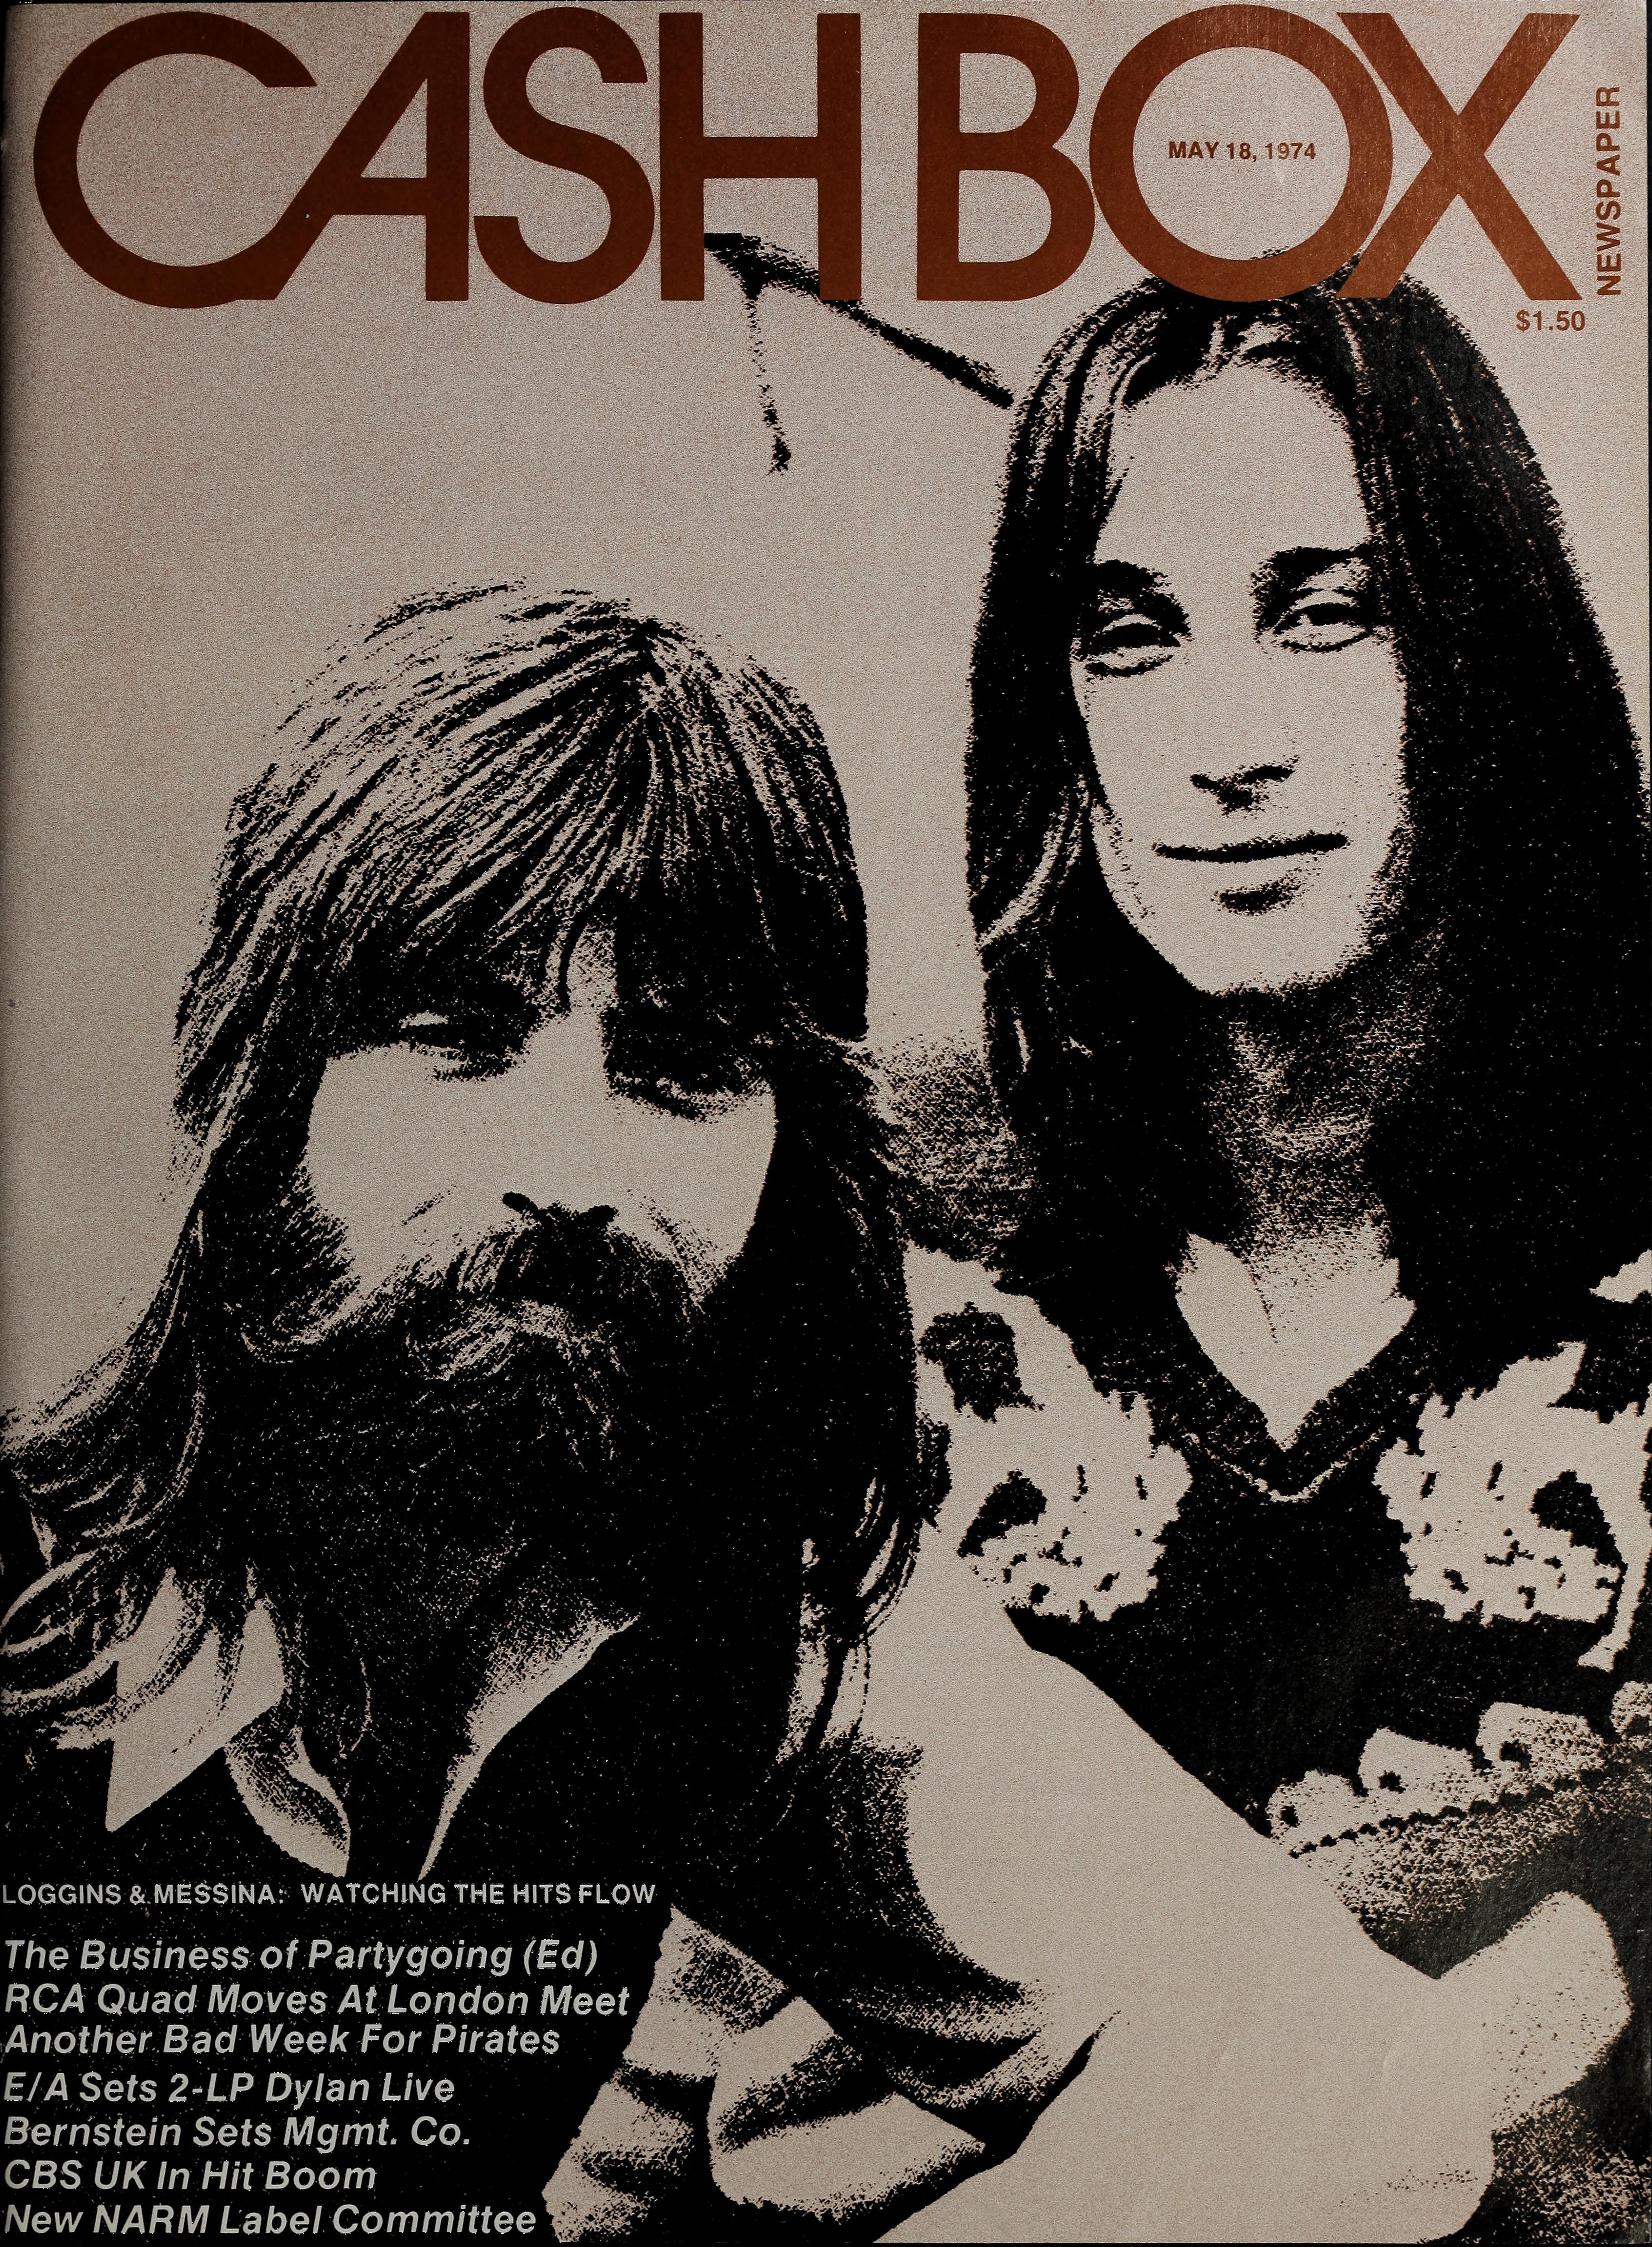 CASH BOX
MAY 18, 1974
NEWSPAPER
$1.50
LOGGINS & MESSINA: WATCHING THE HITS FLOW
The Business of Partygoing (Ed)
RCA Quad Moves At London Meet
Another Bad Week For Pirates
E/A Sets 2-LP Dylan Live
Bernstein Sets Mgmt. Co.
CBS UK In Hit Boom
New NARM Label Committee